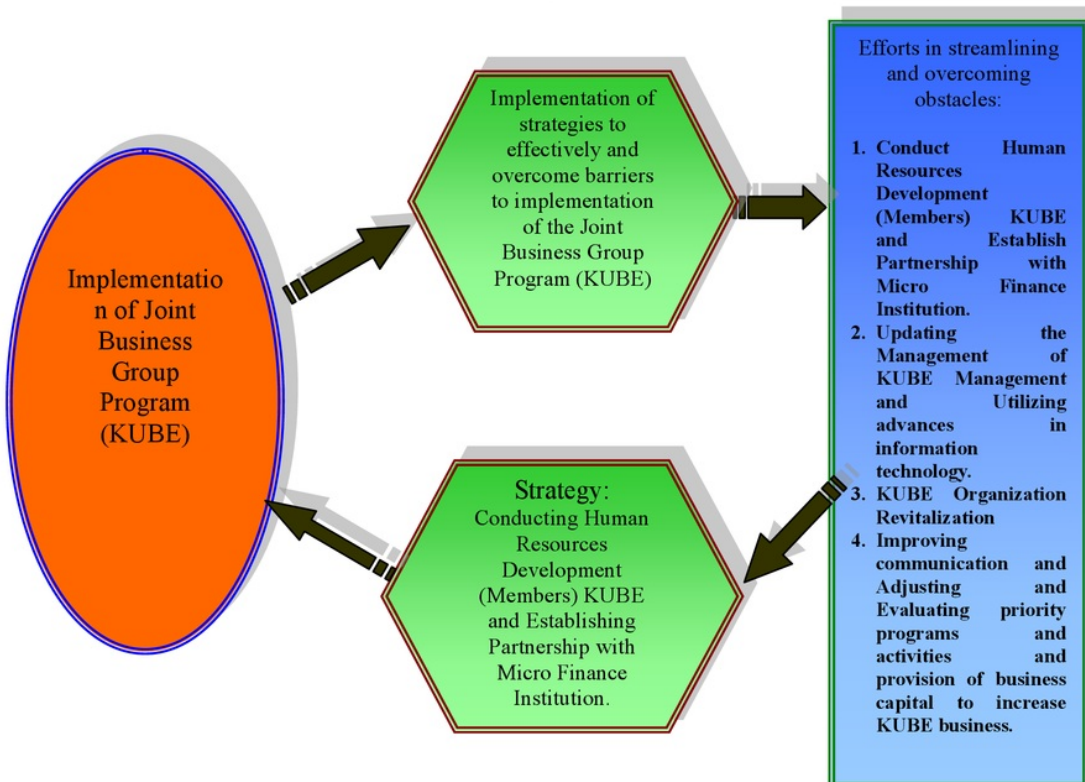 Implementatio
n of Joint
Business
Group
Program
(KUBE)
Implementation of
strategies to
effectively and
overcome barriers
to implementation
of the Joint
Business Group
Program (KUBE)
Efforts in streamlining
and overcoming
obstacles:
1. Conduct Human
Resources
Development
(Members) KUBE
and Establish
Partnership with
Micro Finance
Institution.
2. Updating the
Management of
KUBE Management
and Utilizing
advances in
information
technology.
3. KUBE Organization
Revitalization
4. Improving
communication and
Adjusting and
Evaluating priority
programs and
activities and
provision of business
capital to increase
KUBE business.
Strategy:
Conducting Human
Resources
Development
(Members) KUBE
and Establishing
Partnership with
Micro Finance
Institution.